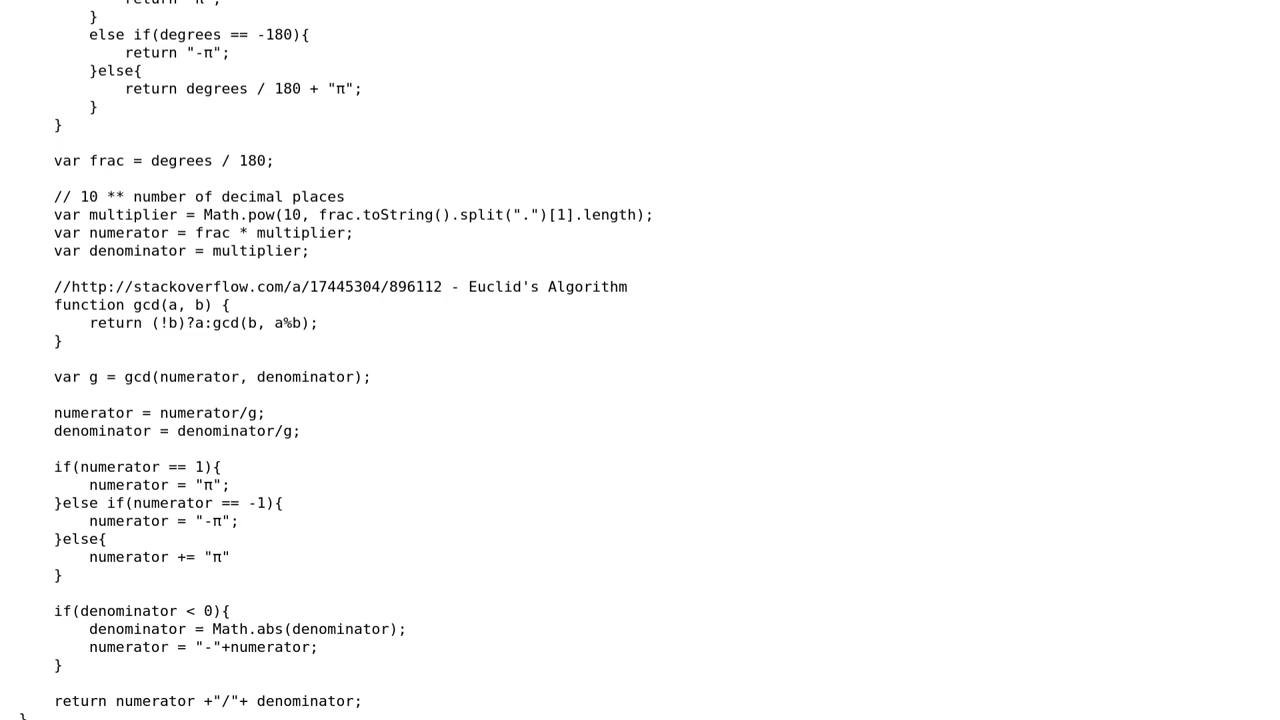 return "π";
}
else if(degrees == -180){
return "-π";
}else{
return degrees / 180 + "π";
}
}
var frac = degrees / 180;
// 10 ** number of decimal places
var multiplier = Math.pow(10, frac.toString().split(".")[1].length);
var numerator = frac * multiplier;
var denominator = multiplier;
//http://stackoverflow.com/a/17445304/896112 - Euclid's Algorithm
function gcd(a, b) {
return (!b)?a:gcd(b, a%b);
}
var g = gcd(numerator, denominator);
numerator = numerator/g;
denominator = denominator/g;
if(numerator == 1){
numerator = "π";
}else if(numerator == -1){
numerator = "-π";
}else{
numerator += "π"
}
if(denominator < 0){
denominator = Math.abs(denominator);
numerator = "-"+numerator;
}
return numerator +"/"+ denominator;
}